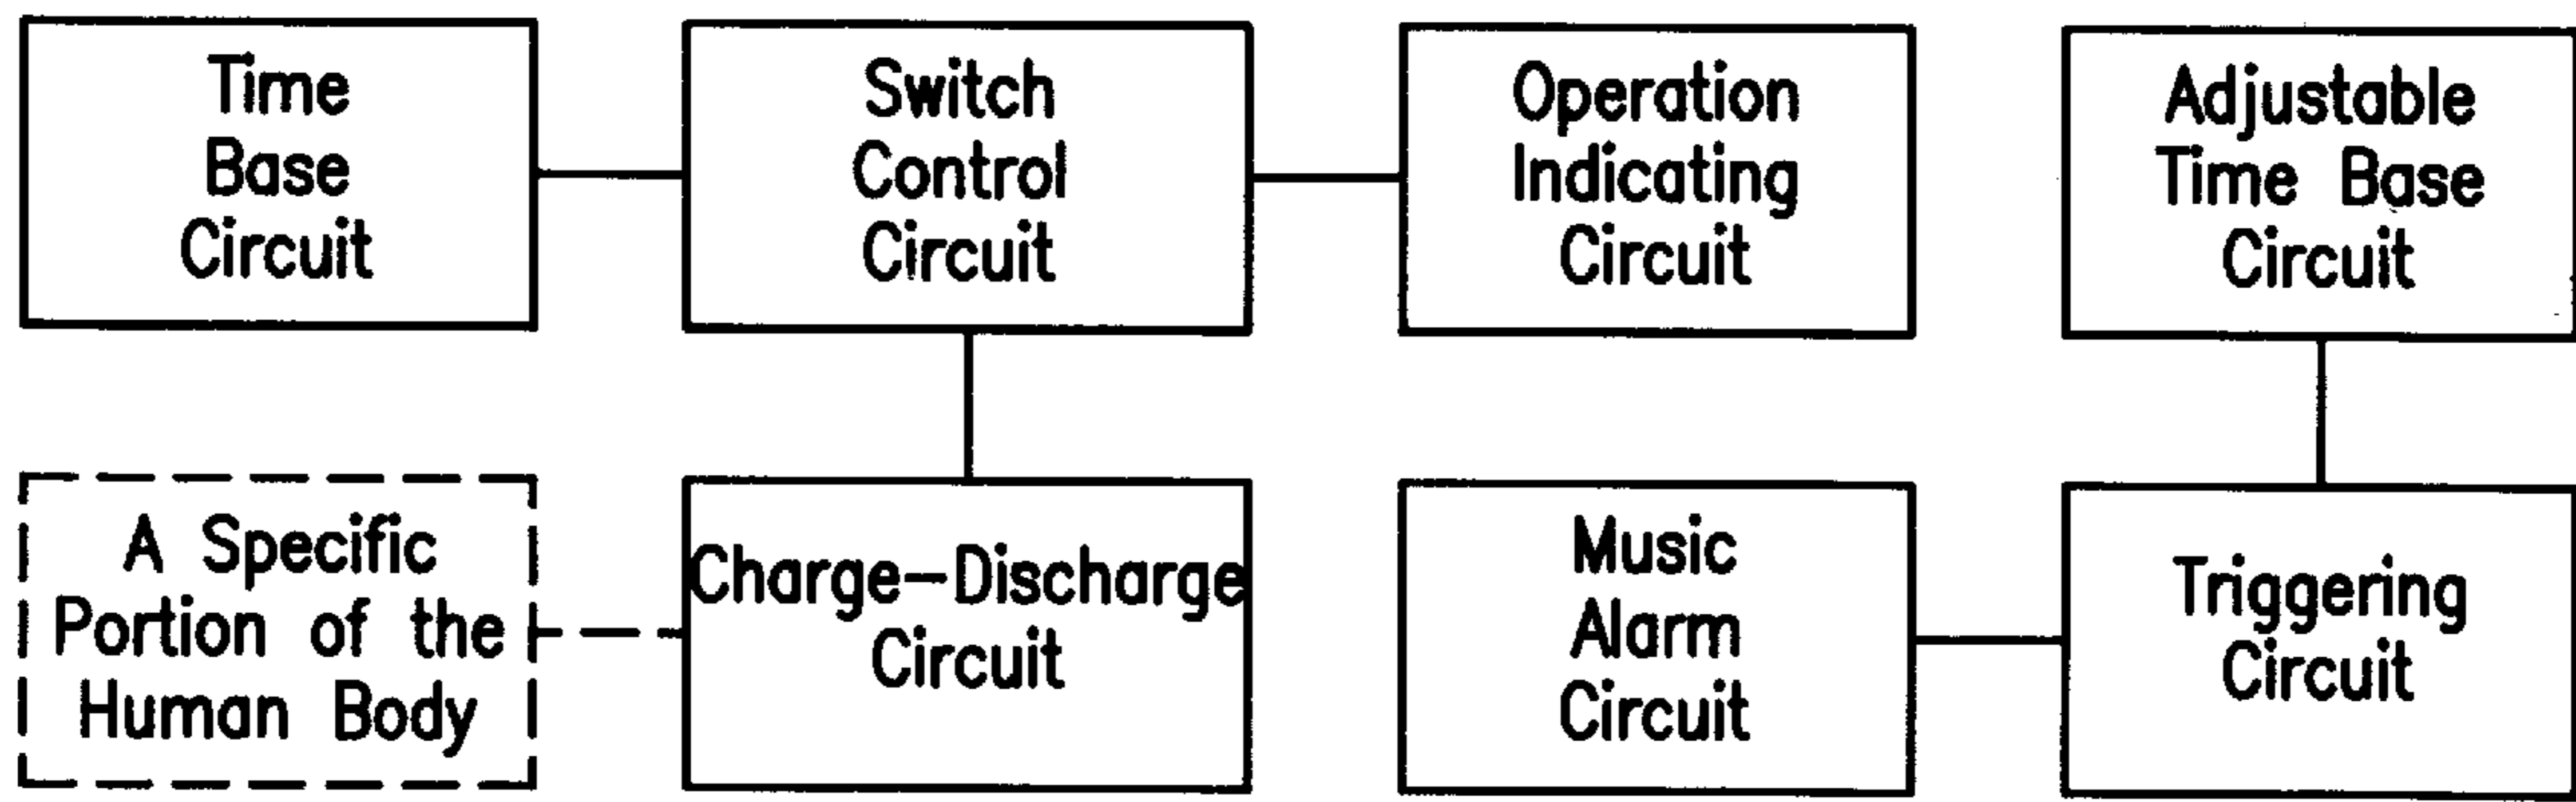 Time
Base
Circuit
Switch
Control
Circuit
Operation
Indicating
Circuit
Adjustable
Time Base
Circuit
A Specific
Portion of the
Human Body
Charge-Discharge
Circuit
Music
Alarm
Circuit
Triggering
Circuit